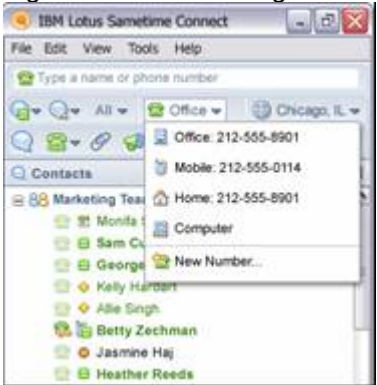 IBM Lotus Sametime Connect
File Edit View Tools Help
Type a name or phone number
All Office Chicago, IL
Office: 212-555-8901
Contacts
Mobile: 212-555-0114
Marketing Tea
Home: 212-555-8901
Monifa
Computer
Sam Cu
George
New Number...
Kelly Hardart
Allie Singh
Betty Zechman
Jasmine Haj
Heather Reeds